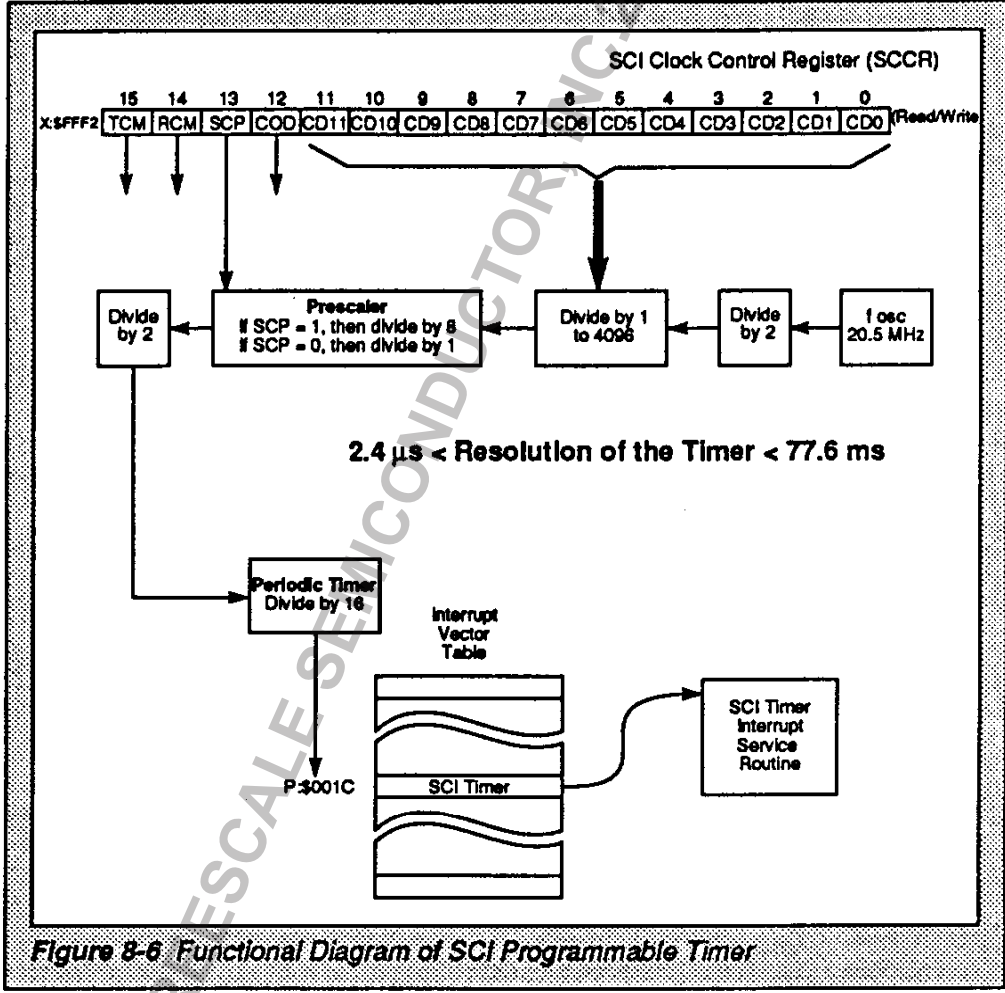 SCI Clock Control Register (SCCR)
15 14 13 12 11 10 9 8 7 6 5 4 3 2 1 0
X:$FFF2 TCM RCM SCP COD CD11 CD10 CD9 CD8 CD7 CD6 CD5 CD4 CD3 CD2 CD1 CD0 (Read/Write
Divide
by 2
Prescaler
If SCP = 1, then divide by 8
If SCP = 0, then divide by 1
Divide by 1
to 4096
Divide
by 2
f osc
20.5 MHz
2.4 µs < Resolution of the Timer < 77.6 ms
Periodic Timer
Divide by 16
Interrupt
Vector
Table
P:$001C
SCI Timer
SCI Timer
Interrupt
Service
Routine
Figure 8-6 Functional Diagram of SCI Programmable Timer
ESCALE SEMICONDUCTOR, INC.